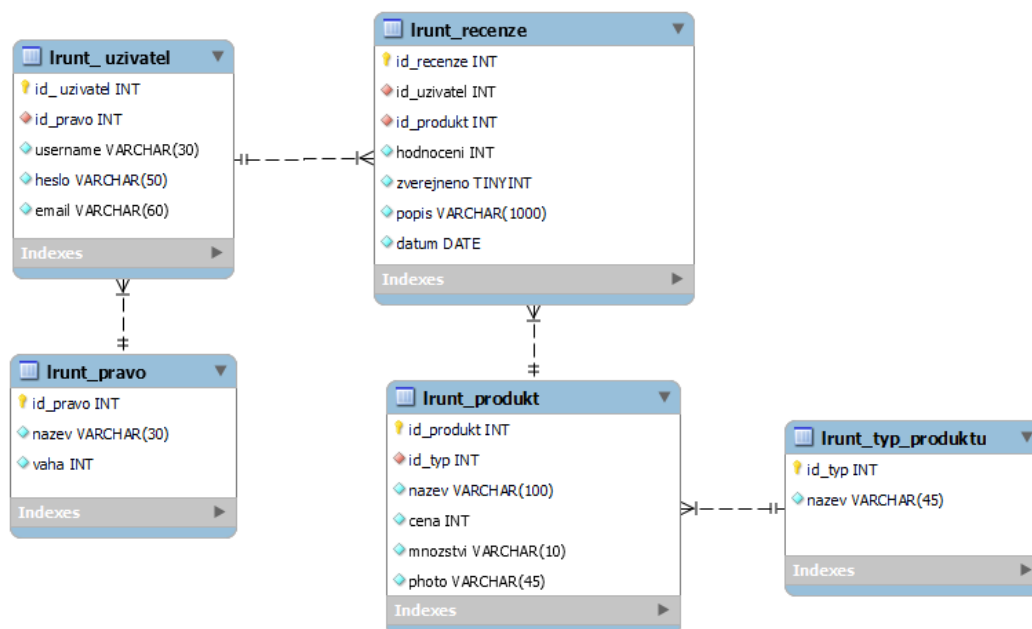 lrunt_ uzivatel
id_ uzivatel INT
id_pravo INT
username VARCHAR(30)
heslo VARCHAR(50)
email VARCHAR(60)
Indexes
lrunt_recenze
id_recenze INT
id_uzivatel INT
id_produkt INT
hodnoceni INT
zverejneno TINYINT
popis VARCHAR(1000)
datum DATE
Indexes
lrunt_pravo
id_pravo INT
nazev VARCHAR(30)
vaha INT
Indexes
lrunt_produkt
id_produkt INT
id_typ INT
nazev VARCHAR(100)
cena INT
mnozstvi VARCHAR(10)
photo VARCHAR(45)
Indexes
lrunt_typ_produktu
id_typ INT
nazev VARCHAR(45)
Indexes